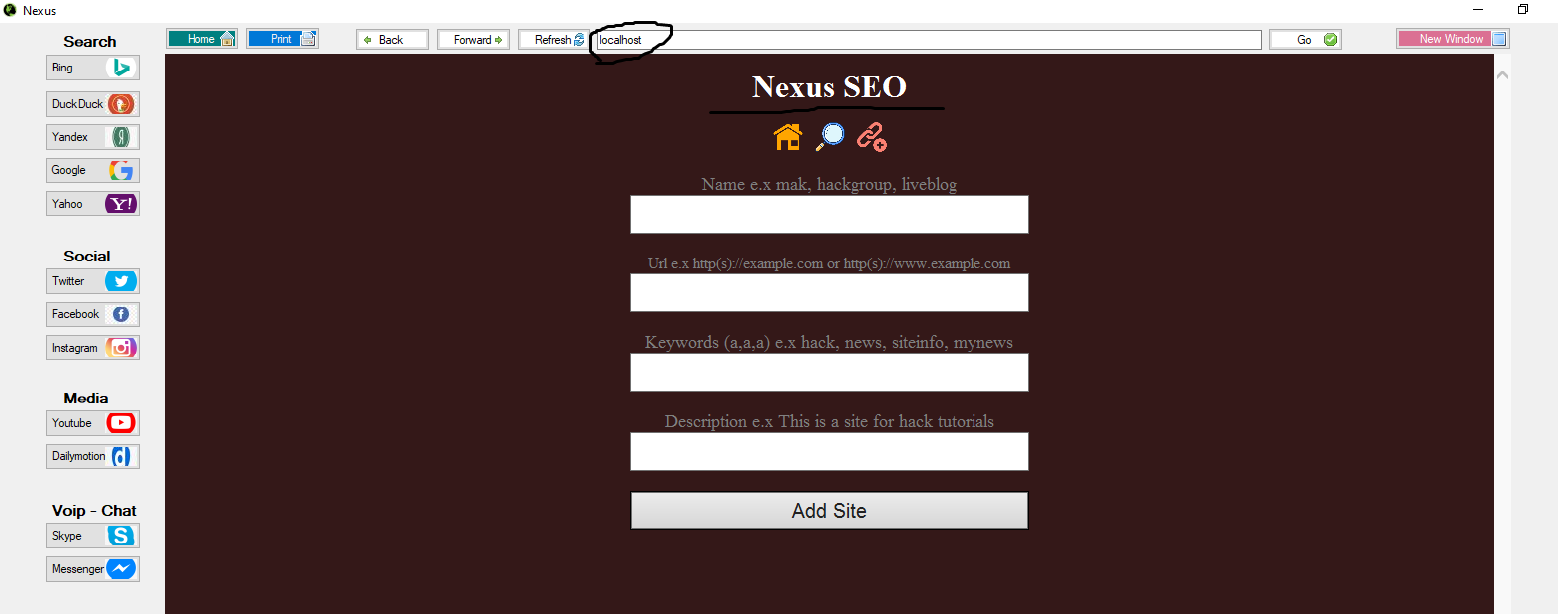 Nexus
Search
Bing
DuckDuck
Yandex
Google
Yahoo!
Yahoo Y!
Social
Twitter
Facebook
Instagram
Media
Youtube
Dailymotion
Voip - Chat
Skype S
Messenger
Home
Print
Back
Forward
Refresh
localhost
Go
New Window
Nexus SEO
Name e.x mak, hackgroup, liveblog
Url e.x http(s)://example.com or http(s)://www.example.com
Keywords (a,a,a) e.x hack, news, siteinfo, mynews
Description e.x This is a site for hack tutorials
Add Site